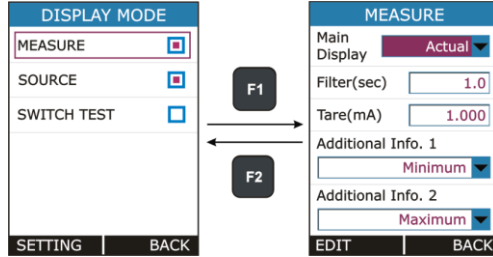 DISPLAY MODE
MEASURE
SOURCE
SWITCH TEST
SETTING BACK
F1
F2
MEASURE
Main
Display Actual
Filter(sec) 1.0
Tare(mA) 1.000
Additional Info. 1
Minimum
Additional Info. 2
Maximum
EDIT BACK